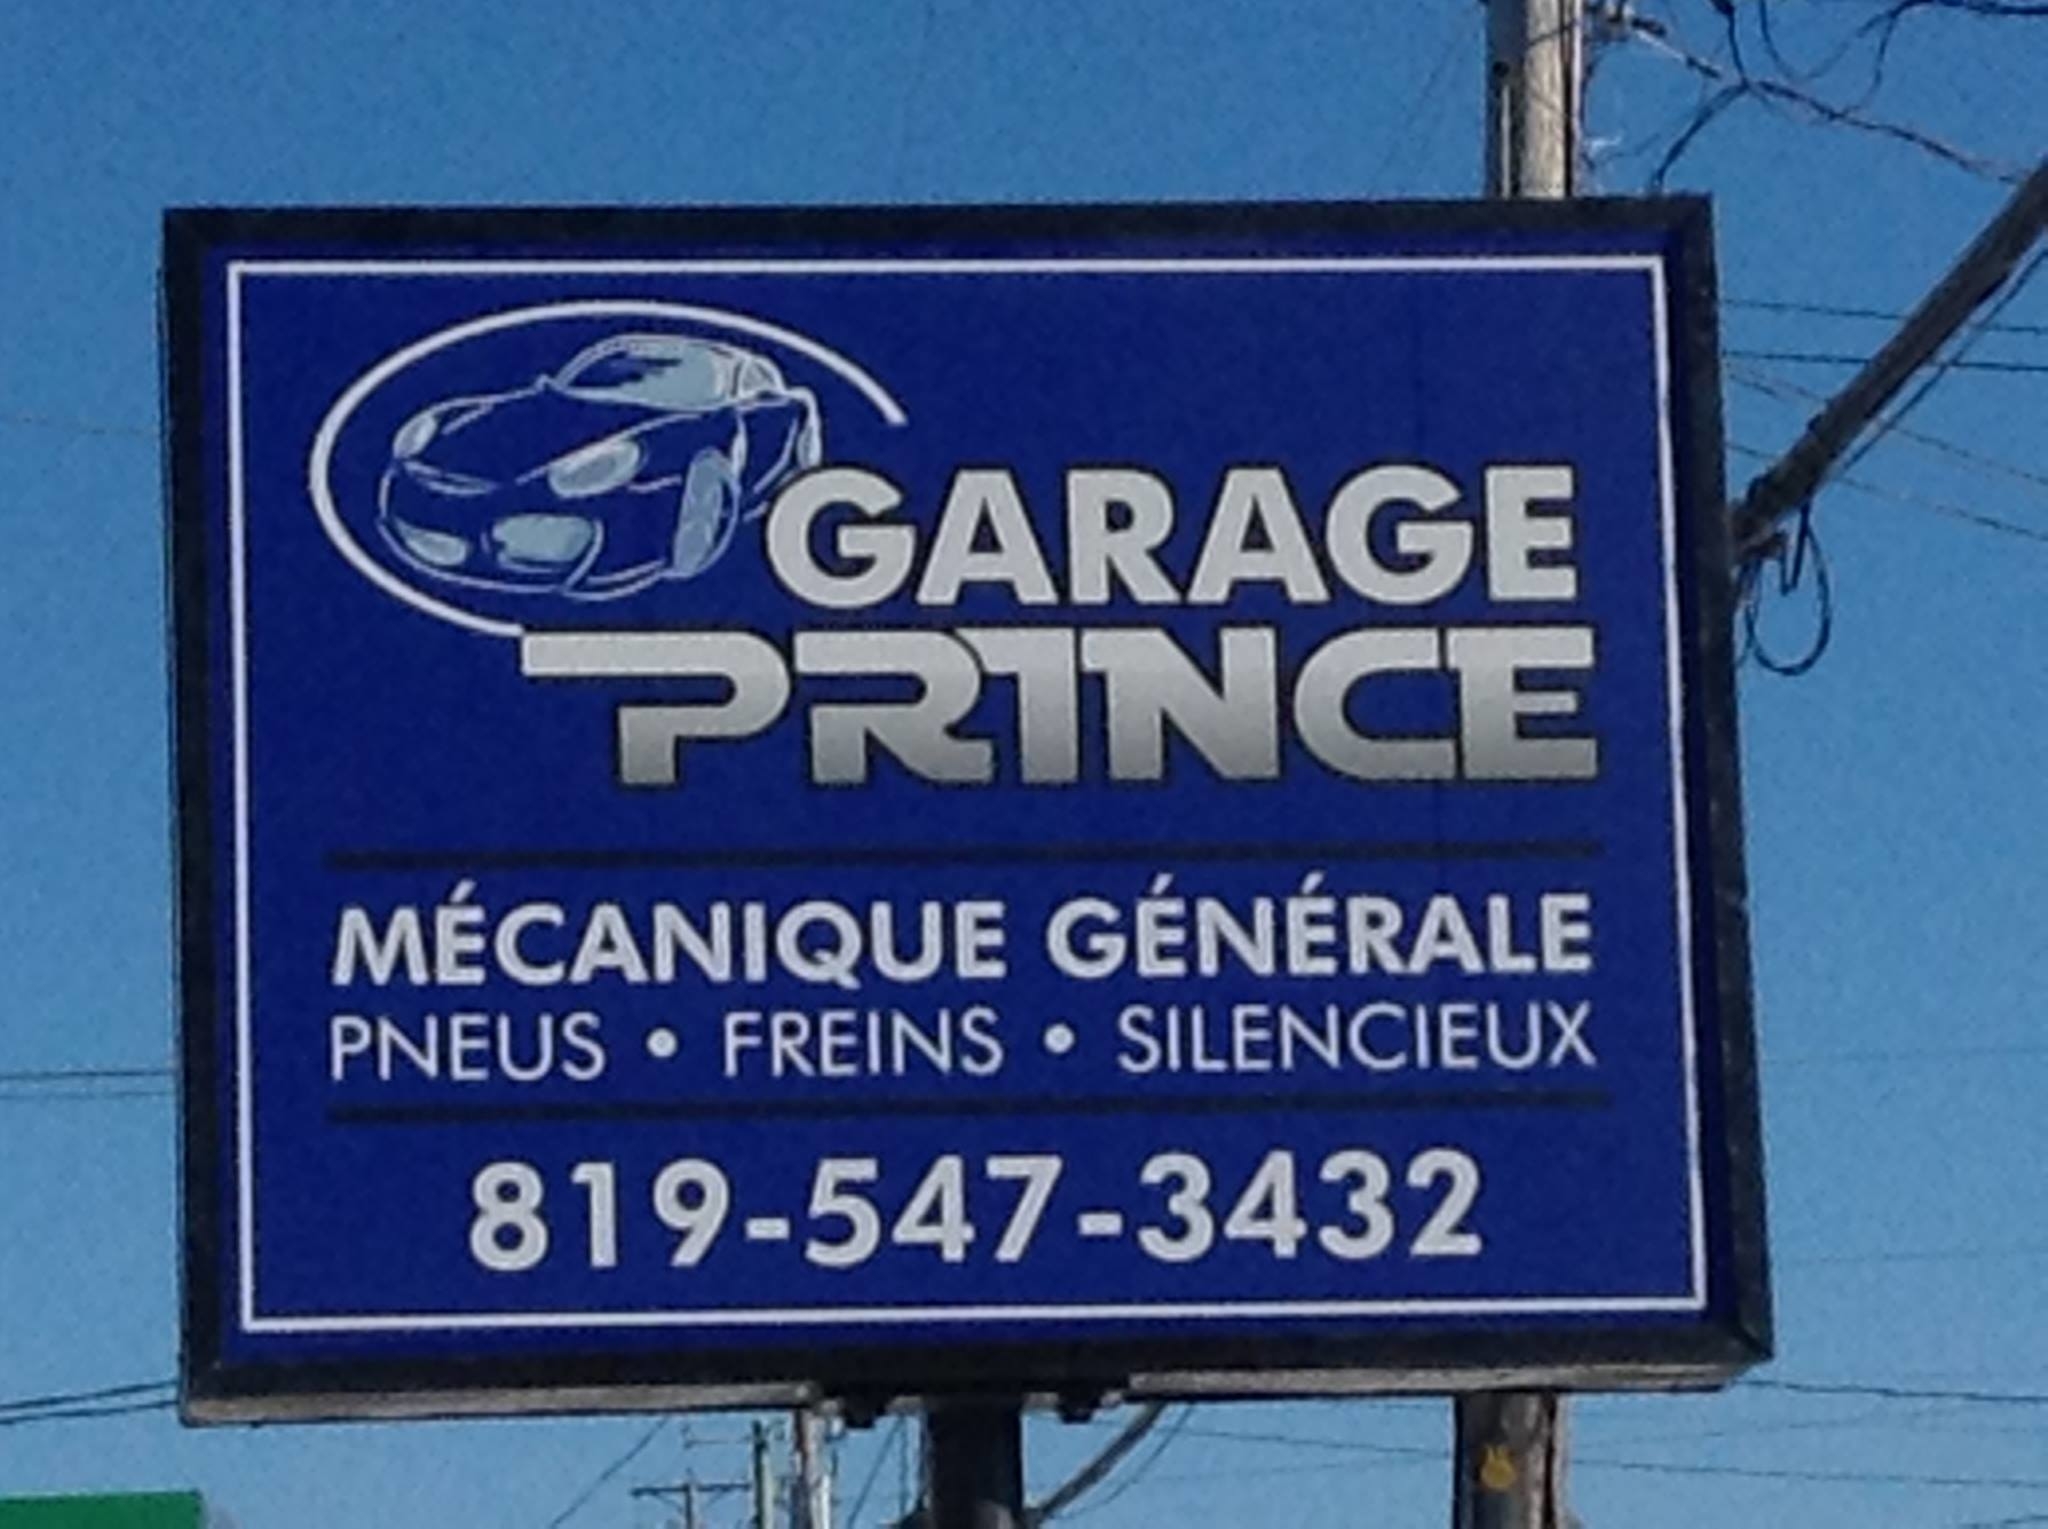 GARAGE
PRINCE
MÉCANIQUE GÉNÉRALE
PNEUS • FREINS • SILENCIEUX
819-547-3432